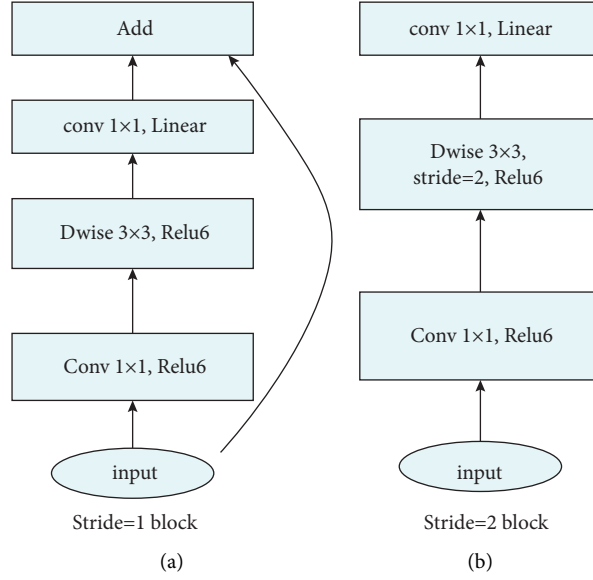 Add
conv 1×1, Linear
Dwise 3×3, Relu6
Conv 1×1, Relu6
input
Stride=1 block
(a)
conv 1×1, Linear
Dwise 3×3,
stride=2, Relu6
Conv 1×1, Relu6
input
Stride=2 block
(b)